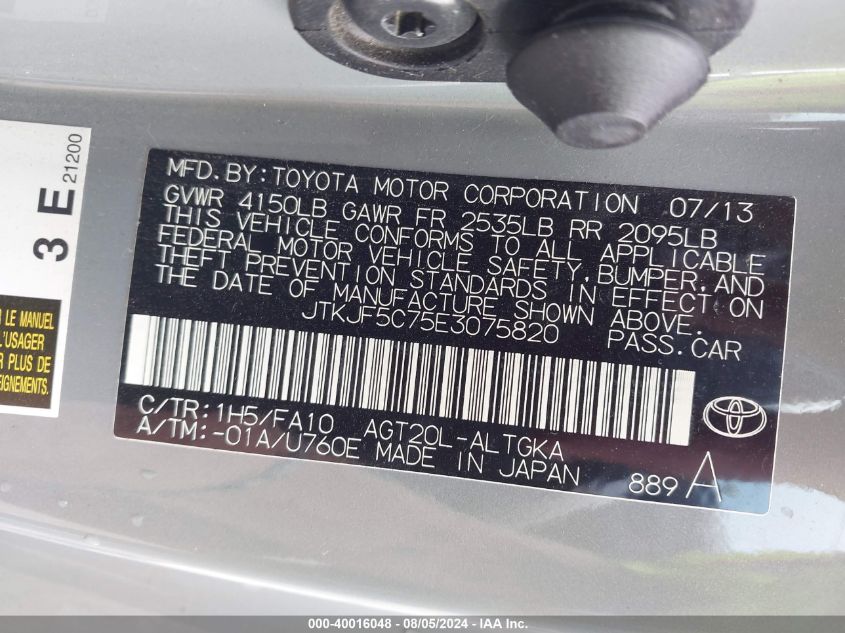 MFD.BY:TOYOTA MOTOR CORPORATION 07/13
GVWR 4150LB GAWR FR 2535LB RR 2095LB
THIS VEHICLE CONFORMS TO ALL APPLICABLE
FEDERAL MOTOR VEHICLE SAFETY,BUMPER,AND
THEFT PREVENTION STANDARDS IN EFFECT ON
THE DATE OF MANUFACTURE SHOWN ABOVE.
JTKJF5C75E3075820 PASS.CAR
C/TR:1H5/FA10 AGT20L-ALTGKA
A/TM:-01A/U760E MADE IN JAPAN
889 A
3 E
21200
LE MANUEL
L'USAGER
PLUS DE
000-40016048 - 08/05/2024 - IAA Inc.